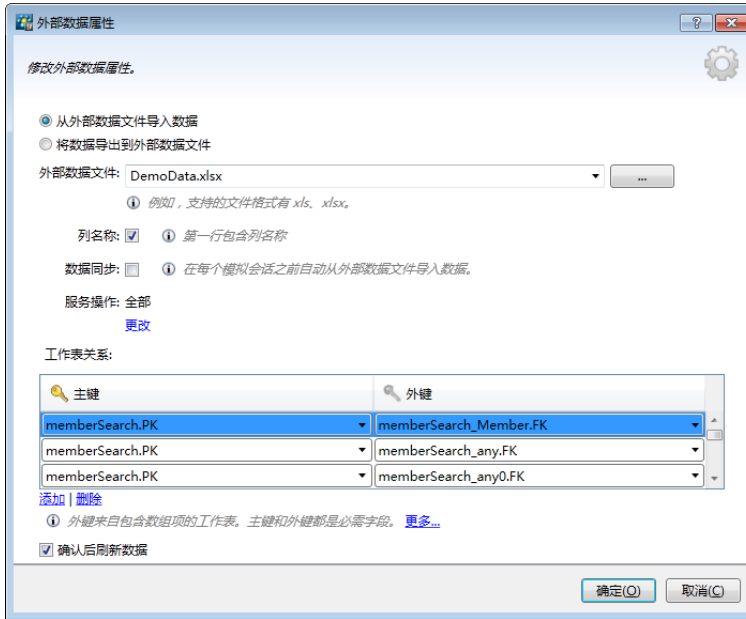 外部数据属性
修改外部数据属性。
从外部数据文件导入数据
将数据导出到外部数据文件
外部数据文件: DemoData.xlsx ...
例如，支持的文件格式有 xls、xlsx。
列名称: 第一行包含列名称
数据同步: 在每个模拟会话之前自动从外部数据文件导入数据。
服务操作: 全部
更改
工作表关系:
主键 外键
memberSearch.PK memberSearch_Member.FK
memberSearch.PK memberSearch_any.FK
memberSearch.PK memberSearch_any0.FK
添加 | 删除
外键来自包含数组项的工作表。主键和外键都是必需字段。 更多...
确认后刷新数据
确定(O) 取消(C)